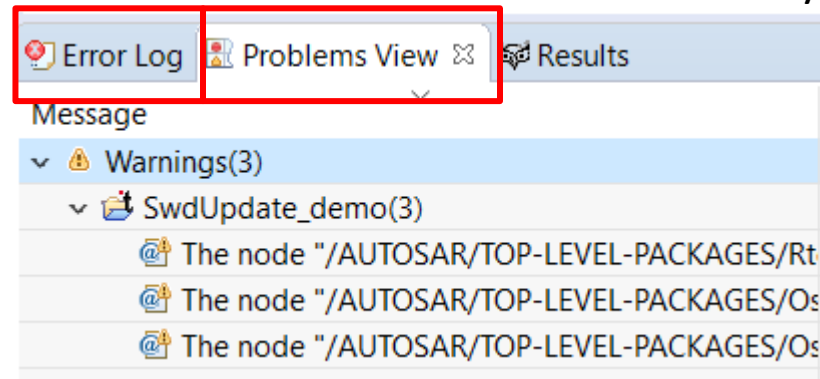 Error Log Problems View Results
Message
Warnings(3)
SwdUpdate_demo(3)
The node "/AUTOSAR/TOP-LEVEL-PACKAGES/Rt
The node "/AUTOSAR/TOP-LEVEL-PACKAGES/Os
The node "/AUTOSAR/TOP-LEVEL-PACKAGES/Os